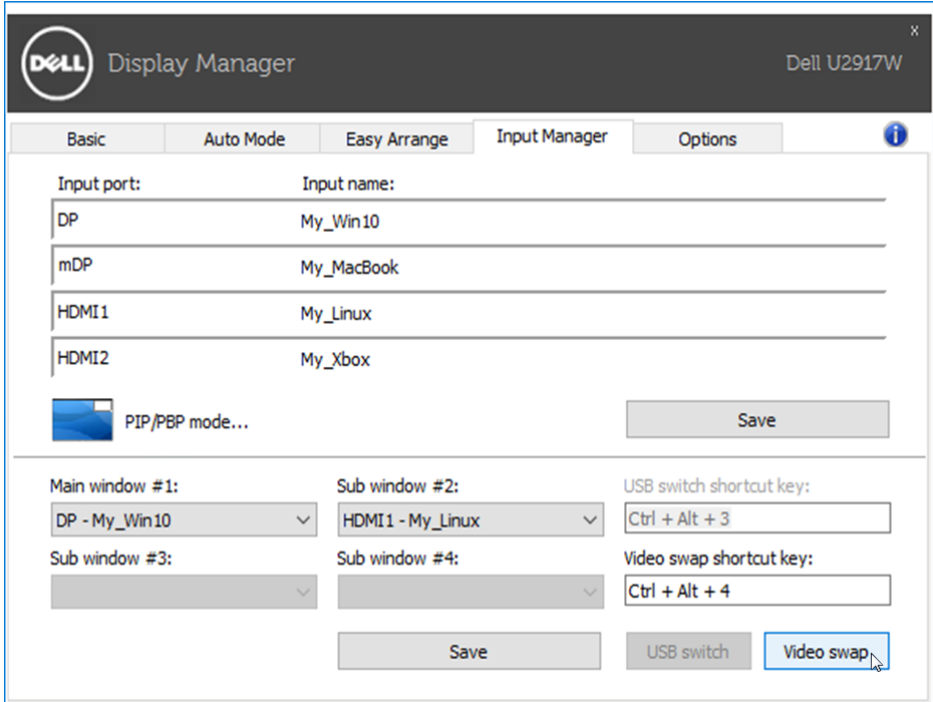 x
DELL Display Manager Dell U2917W
Basic Auto Mode Easy Arrange Input Manager Options i
Input port: Input name:
DP My_Win10
mDP My_MacBook
HDMI1 My_Linux
HDMI2 My_Xbox
PIP/PBP mode... Save
Main window #1: Sub window #2: USB switch shortcut key:
DP - My_Win10 HDMI1 - My_Linux Ctrl + Alt + 3
Sub window #3: Sub window #4: Video swap shortcut key:
Ctrl + Alt + 4
Save USB switch Video swap